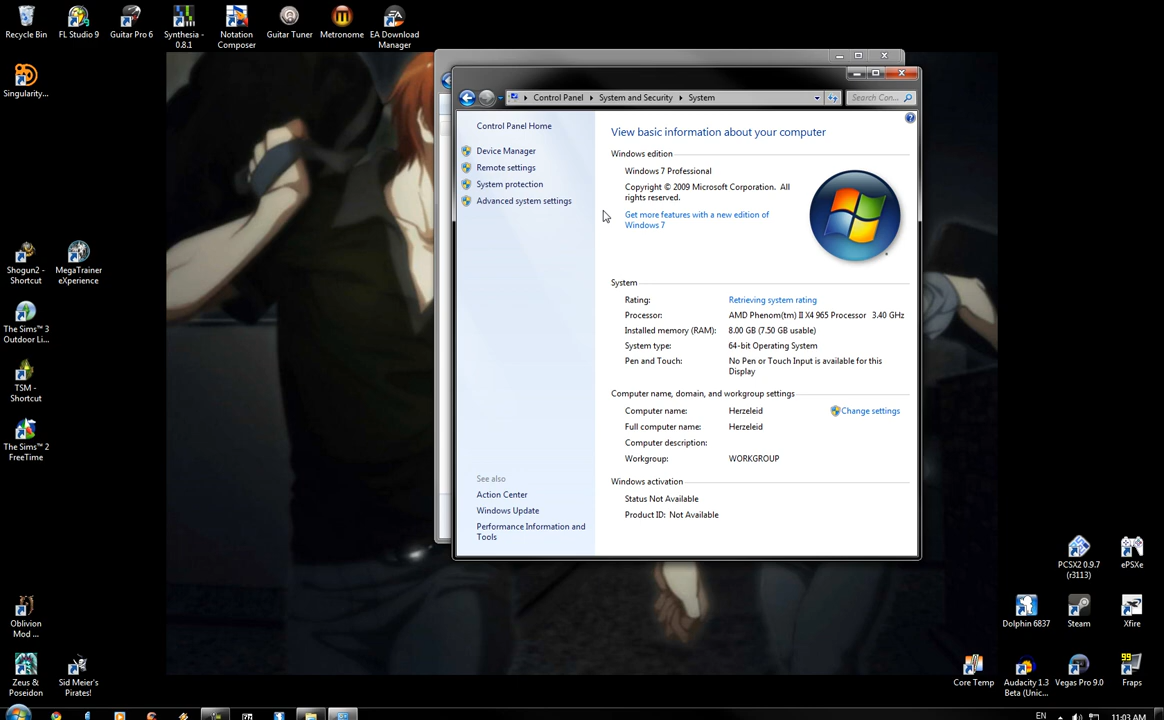 Recycle Bin
FL Studio 9
Guitar Pro 6
Synthesia -
0.8.1
Notation
Composer
Guitar Tuner
Metronome
EA Download
Manager
Singularity...
Shogun2 -
Shortcut
MegaTrainer
eXperience
The Sims™ 3
Outdoor Li...
TSM -
Shortcut
The Sims™ 2
FreeTime
Oblivion
Mod ...
Zeus &
Poseidon
Sid Meier's
Pirates!
Control Panel
System and Security
System
Search Con...
Control Panel Home
Device Manager
Remote settings
System protection
Advanced system settings
See also
Action Center
Windows Update
Performance Information and
Tools
View basic information about your computer
Windows edition
Windows 7 Professional
Copyright © 2009 Microsoft Corporation. All
rights reserved.
Get more features with a new edition of
Windows 7
System
Rating: Retrieving system rating
Processor: AMD Phenom(tm) II X4 965 Processor 3.40 GHz
Installed memory (RAM): 8.00 GB (7.50 GB usable)
System type: 64-bit Operating System
Pen and Touch: No Pen or Touch Input is available for this
Display
Computer name, domain, and workgroup settings
Computer name: Herzeleid
Change settings
Full computer name: Herzeleid
Computer description:
Workgroup: WORKGROUP
Windows activation
Status Not Available
Product ID: Not Available
PCSX2 0.9.7
(r3113)
ePSXe
Dolphin 6837
Steam
Xfire
99
Core Temp
Audacity 1.3
Beta (Unic...
Vegas Pro 9.0
Fraps
EN
11:03 AM